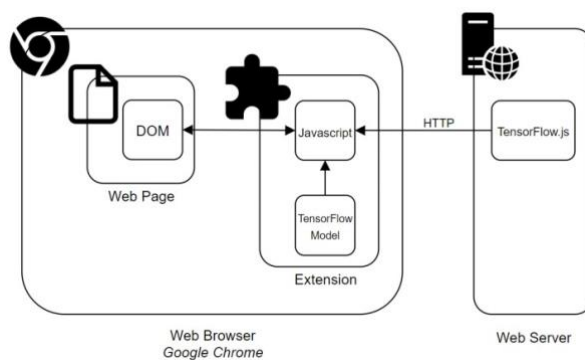 DOM
Javascript
HTTP
TensorFlow.js
Web Page
TensorFlow
Model
Extension
Web Browser
Google Chrome
Web Server